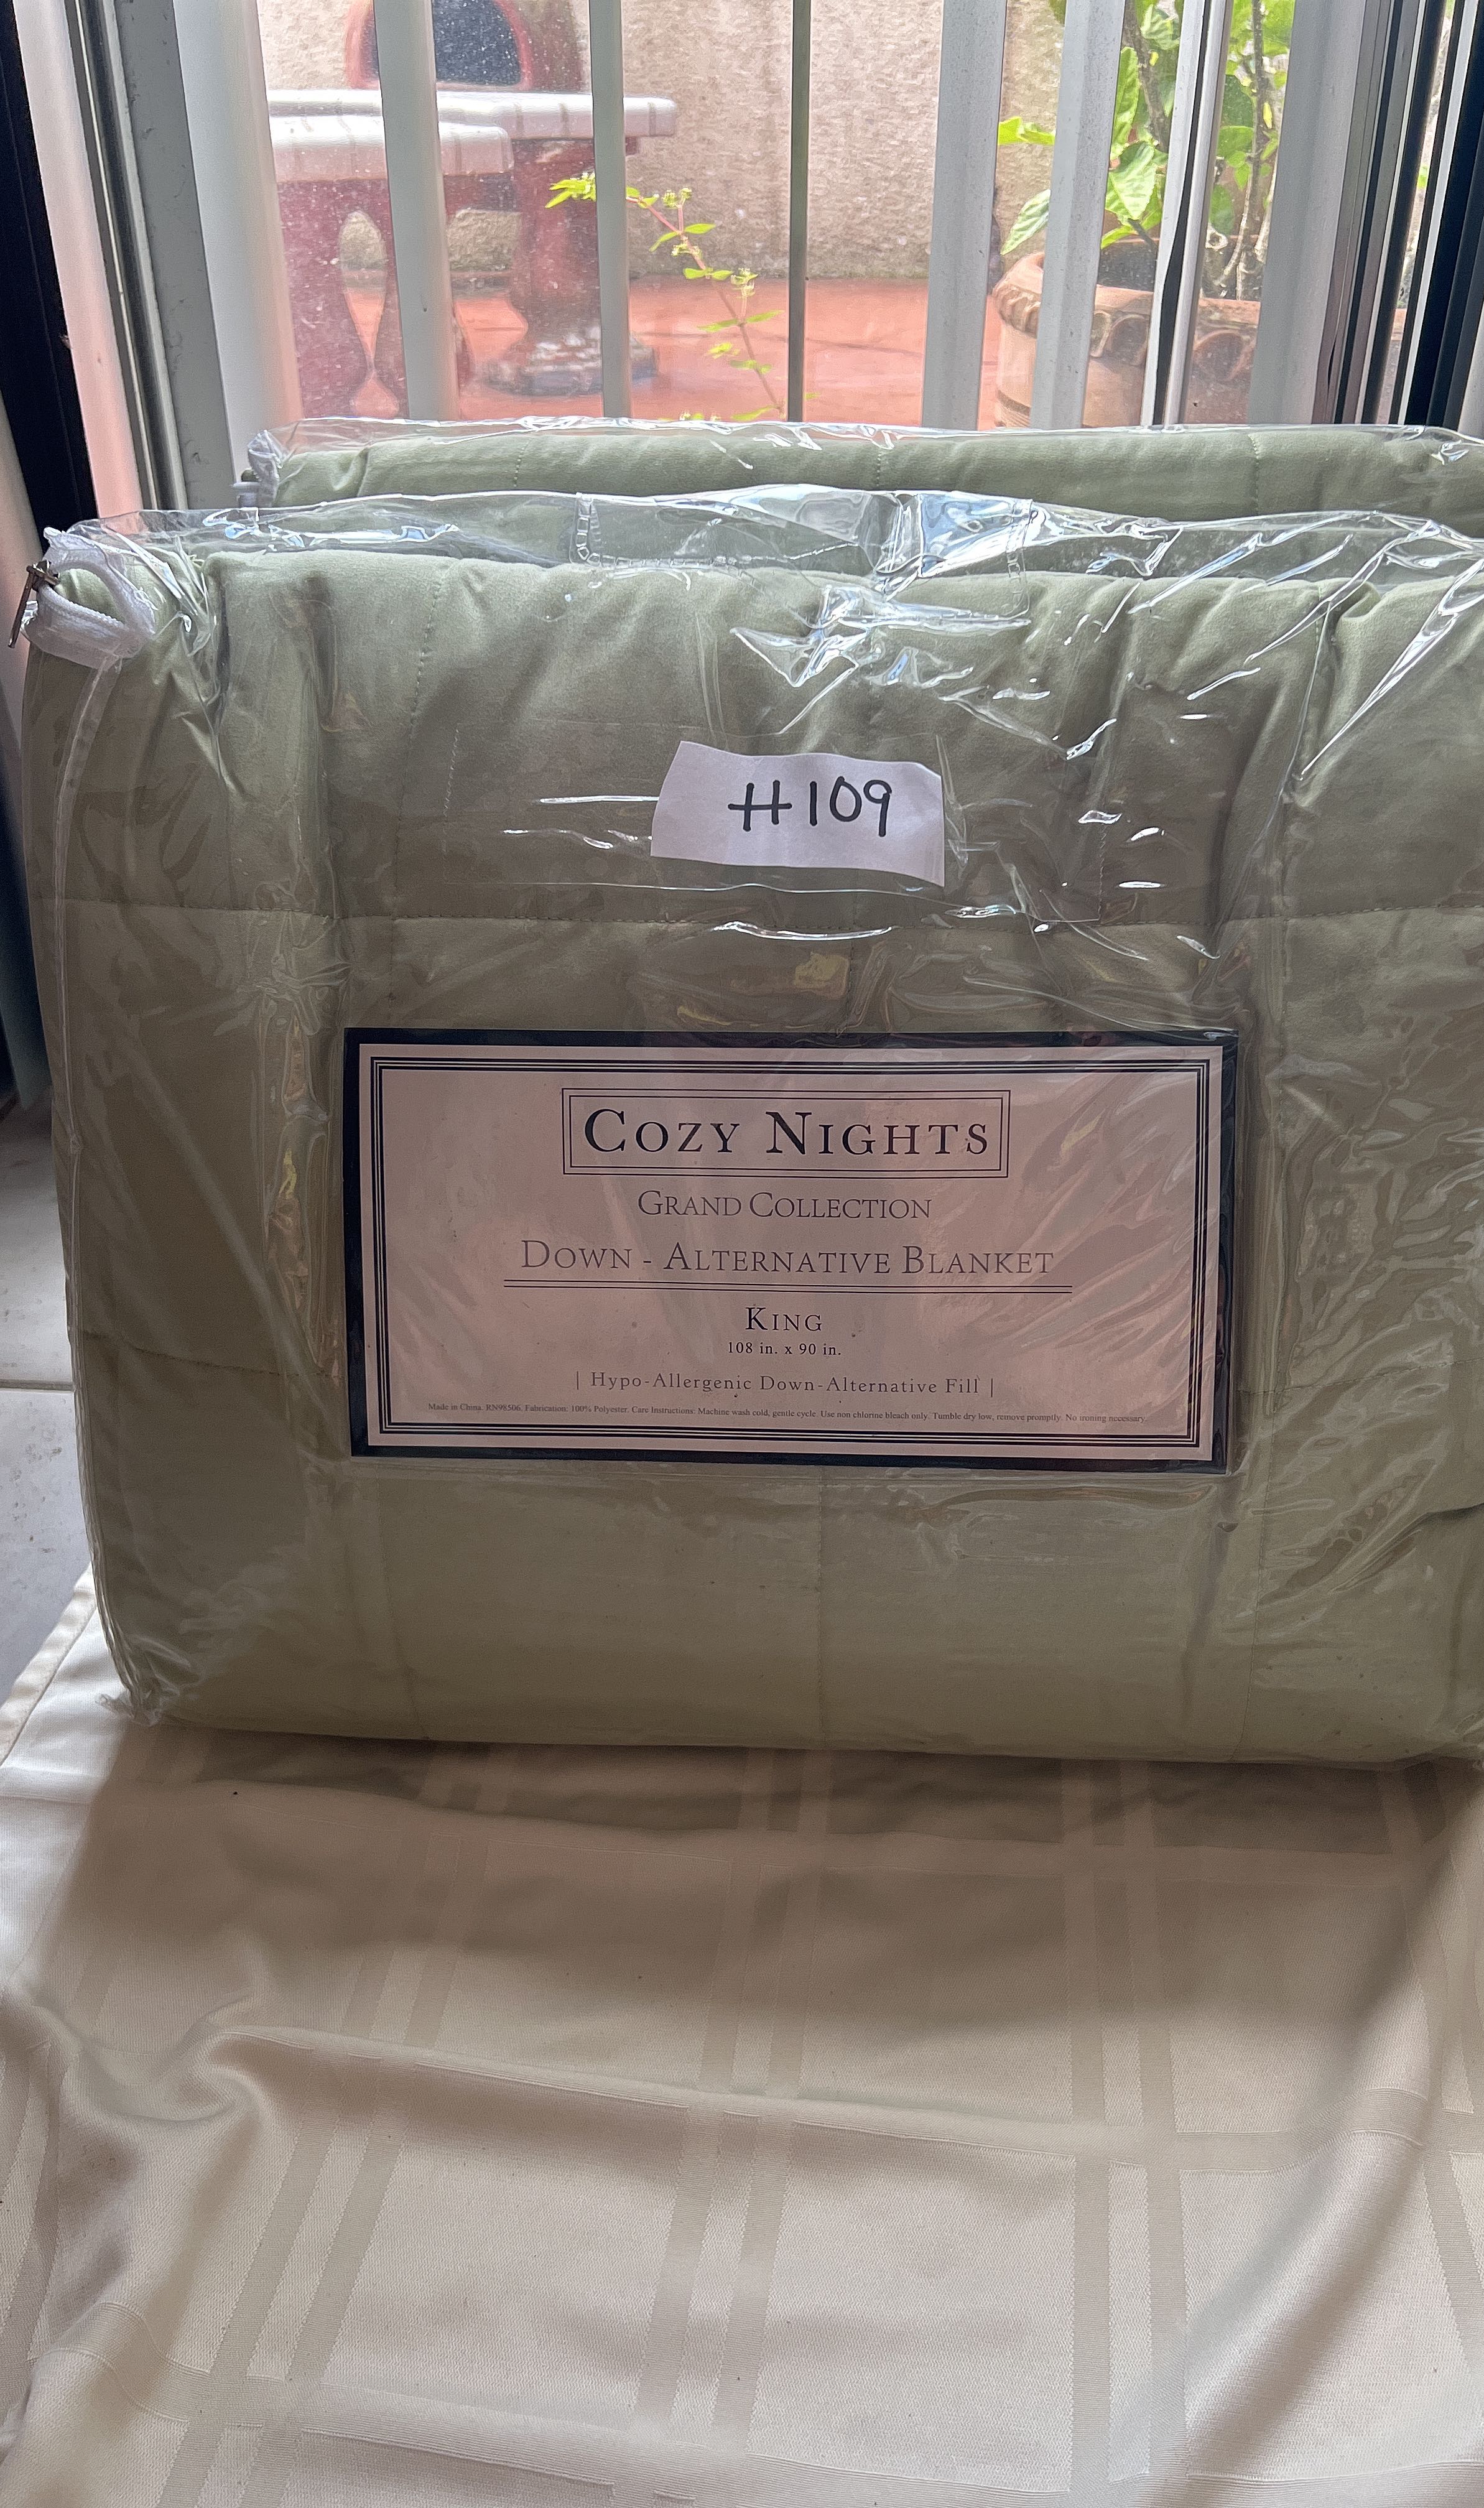 #109
COZY NIGHTS
GRAND COLLECTION
DOWN - ALTERNATIVE BLANKET
KING
108 in. x 90 in.
| Hypo-Allergenic Down-Alternative Fill |
Made in China. RN98506. Fabrication: 100% Polyester. Care Instructions: Machine wash cold, gentle cycle. Use non chlorine bleach only. Tumble dry low, remove promptly. No ironing necessary.